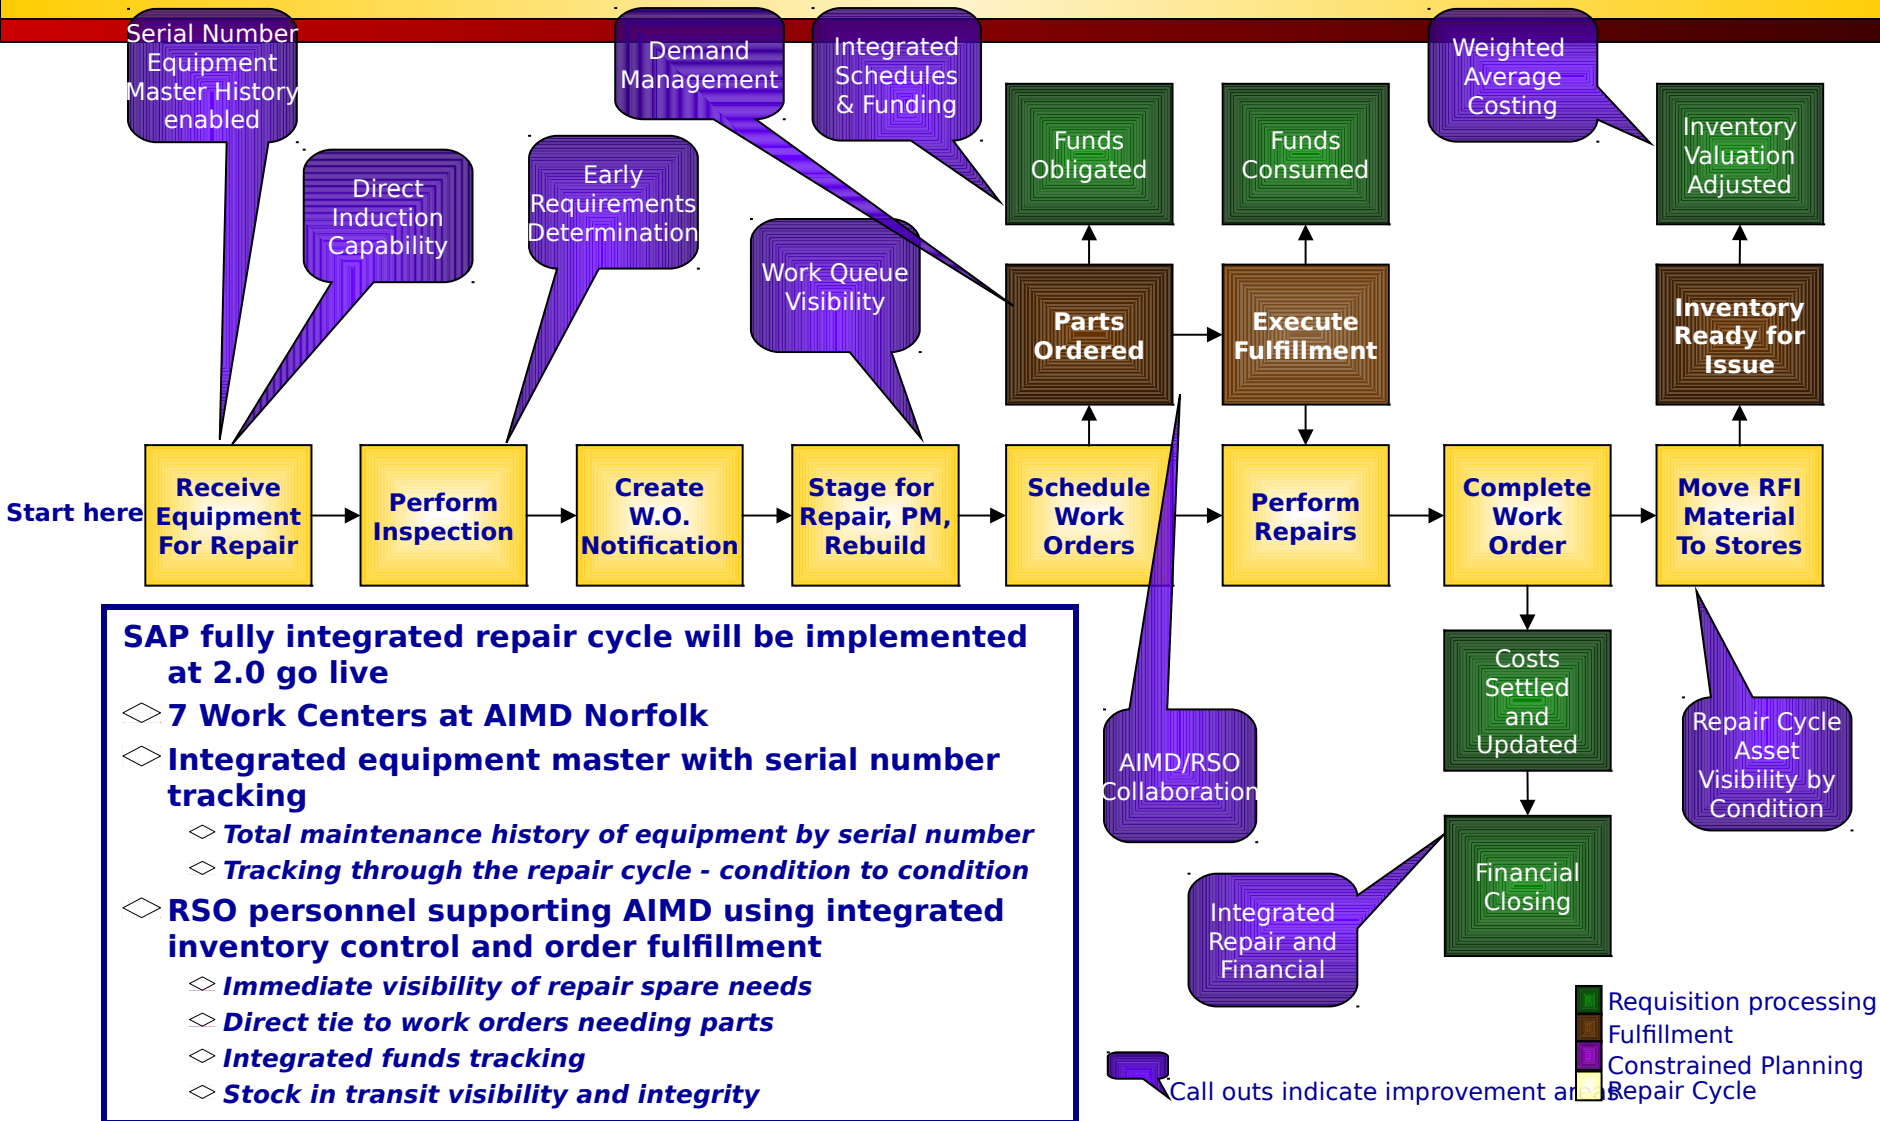 Serial Number
Equipment
Master History
enabled
Demand
Management
Integrated
Schedules
& Funding
Weighted
Average
Costing
Direct
Induction
Capability
Early
Requirements
Determination
Work Queue
Visibility
Funds
Obligated
Funds
Consumed
Inventory
Valuation
Adjusted
Parts
Ordered
Execute
Fulfillment
Inventory
Ready for
Issue
Start here
Receive
Equipment
For Repair
Perform
Inspection
Create
W.O.
Notification
Stage for
Repair, PM,
Rebuild
Schedule
Work
Orders
Perform
Repairs
Complete
Work
Order
Move RFI
Material
To Stores
SAP fully integrated repair cycle will be implemented
at 2.0 go live
7 Work Centers at AIMD Norfolk
Integrated equipment master with serial number
tracking
Total maintenance history of equipment by serial number
Tracking through the repair cycle - condition to condition
RSO personnel supporting AIMD using integrated
inventory control and order fulfillment
Immediate visibility of repair spare needs
Direct tie to work orders needing parts
Integrated funds tracking
Stock in transit visibility and integrity
AIMD/RSO
Collaboration
Costs
Settled
and
Updated
Repair Cycle
Asset
Visibility by
Condition
Integrated
Repair and
Financial
Financial
Closing
Requisition processing
Fulfillment
Constrained Planning
Repair Cycle
Call outs indicate improvement areas